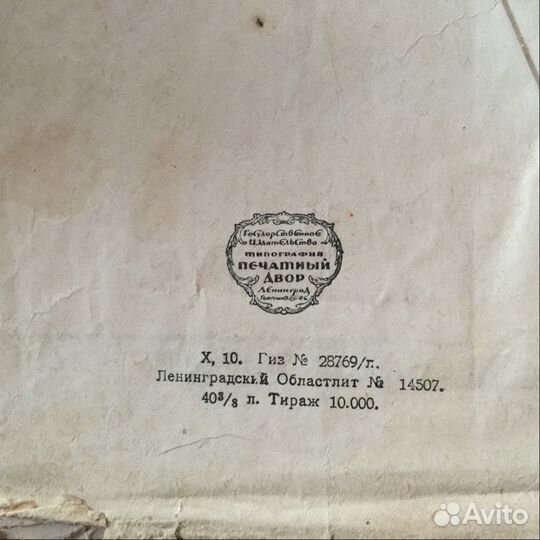 Государственное
Издательство
типография
ПЕЧАТНЫЙ
ДВОР
Ленинград
X, 10. Гиз № 28769/л.
Ленинградский Областлит № 14507.
40³/₈ л. Тираж 10.000.
Avito